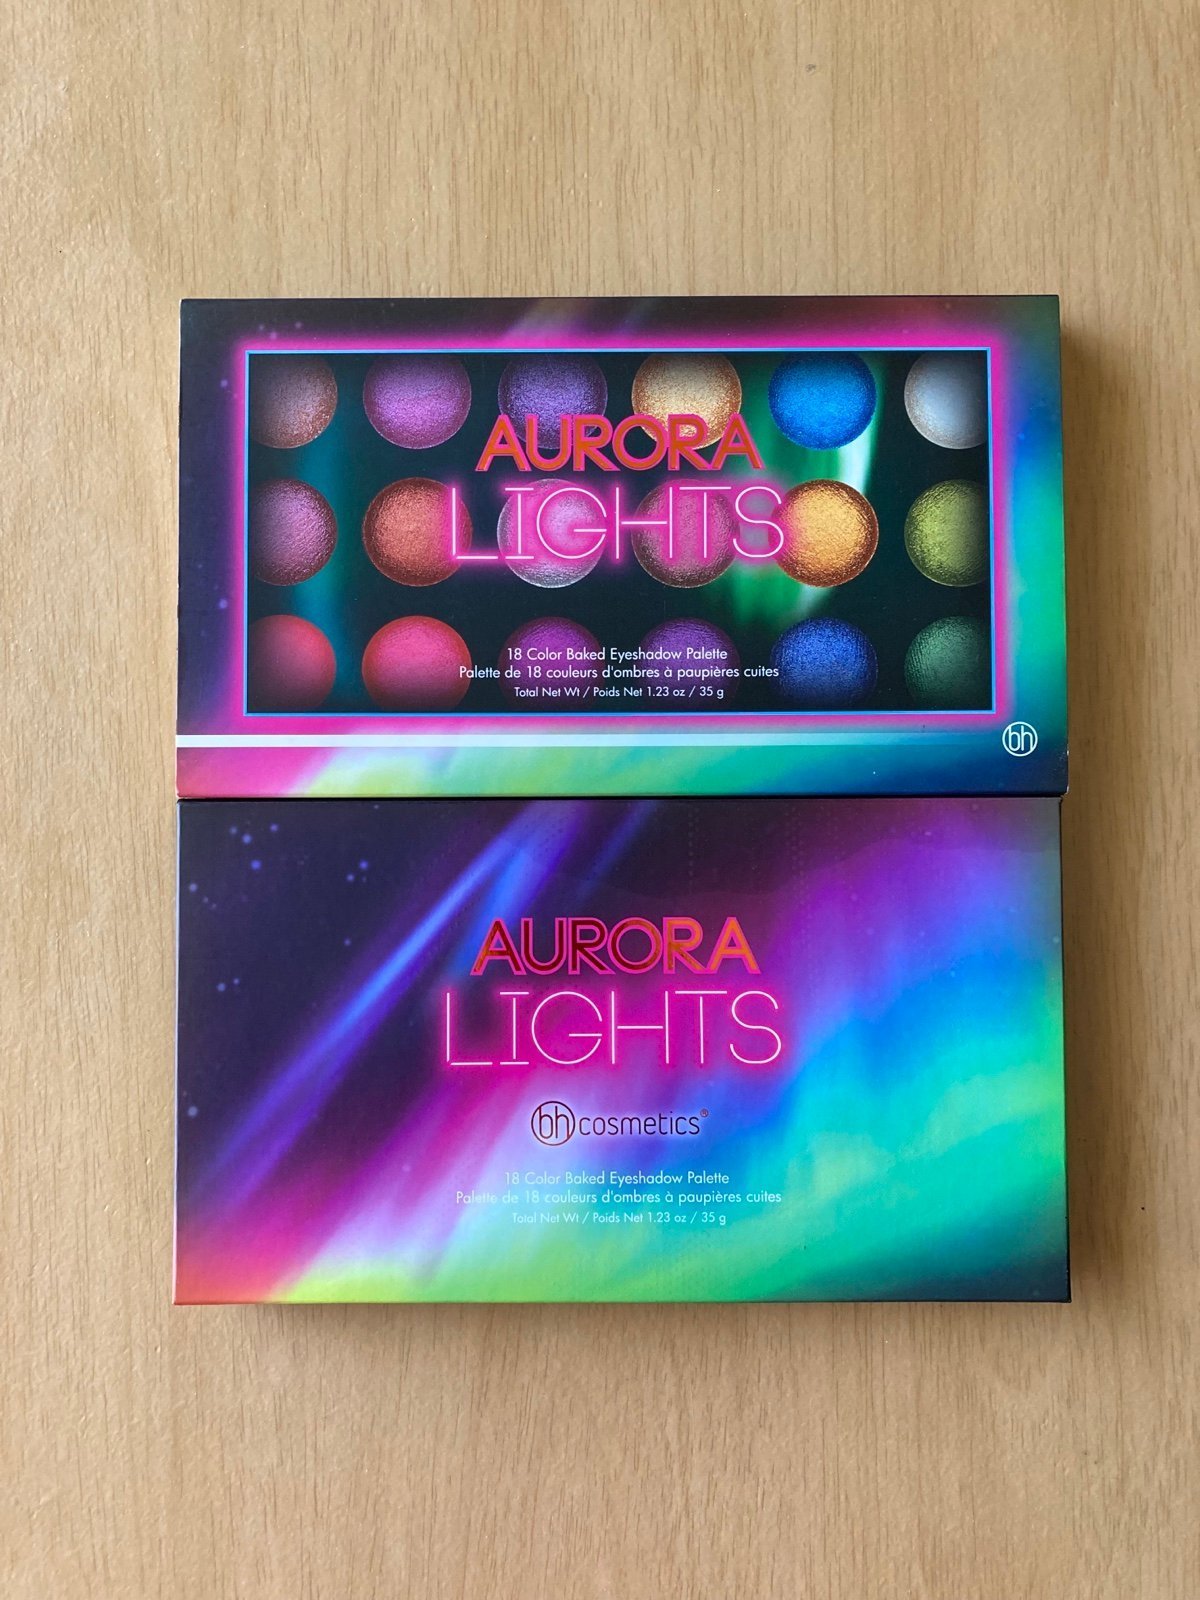 AURORA
LIGHTS
18 Color Baked Eyeshadow Palette
Palette de 18 couleurs d'ombres à paupières cuites
Total Net Wt / Poids Net 1.23 oz / 35 g
bh
AURORA
LIGHTS
bh cosmetics®
18 Color Baked Eyeshadow Palette
Palette de 18 couleurs d'ombres à paupières cuites
Total Net Wt / Poids Net 1.23 oz / 35 g